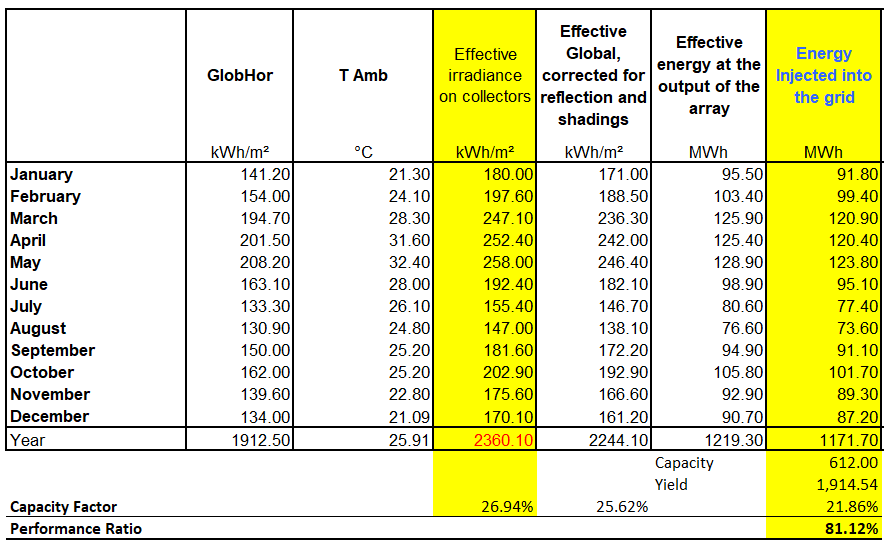 GlobHor T Amb Effective irradiance on collectors Effective Global, corrected for reflection and shadings Effective energy at the output of the array Energy Injected into the grid
kWh/m² °C kWh/m² kWh/m² MWh MWh
January 141.20 21.30 180.00 171.00 95.50 91.80
February 154.00 24.10 197.60 188.50 103.40 99.40
March 194.70 28.30 247.10 236.30 125.90 120.90
April 201.50 31.60 252.40 242.00 125.40 120.40
May 208.20 32.40 258.00 246.40 128.90 123.80
June 163.10 28.00 192.40 182.10 98.90 95.10
July 133.30 26.10 155.40 146.70 80.60 77.40
August 130.90 24.80 147.00 138.10 76.60 73.60
September 150.00 25.20 181.60 172.20 94.90 91.10
October 162.00 25.20 202.90 192.90 105.80 101.70
November 139.60 22.80 175.60 166.60 92.90 89.30
December 134.00 21.09 170.10 161.20 90.70 87.20
Year 1912.50 25.91 2360.10 2244.10 1219.30 1171.70
Capacity 612.00
Yield 1,914.54
Capacity Factor 26.94% 25.62% 21.86%
Performance Ratio 81.12%